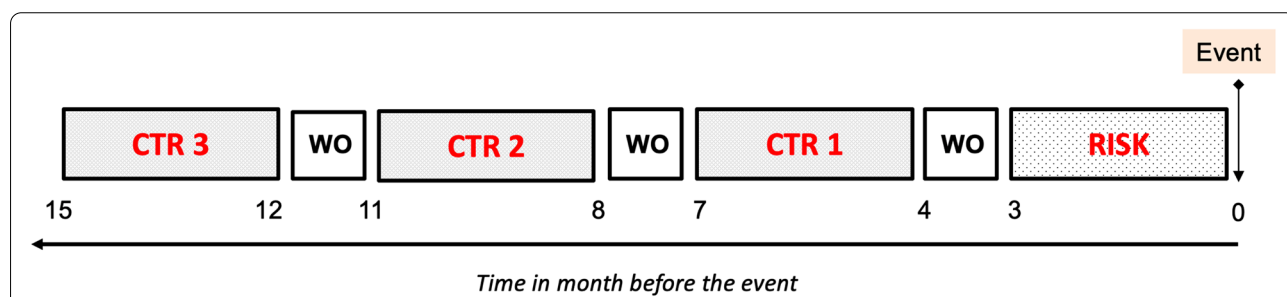 Event
CTR 3 WO CTR 2 WO CTR 1 WO RISK
15 12 11 8 7 4 3 0
Time in month before the event